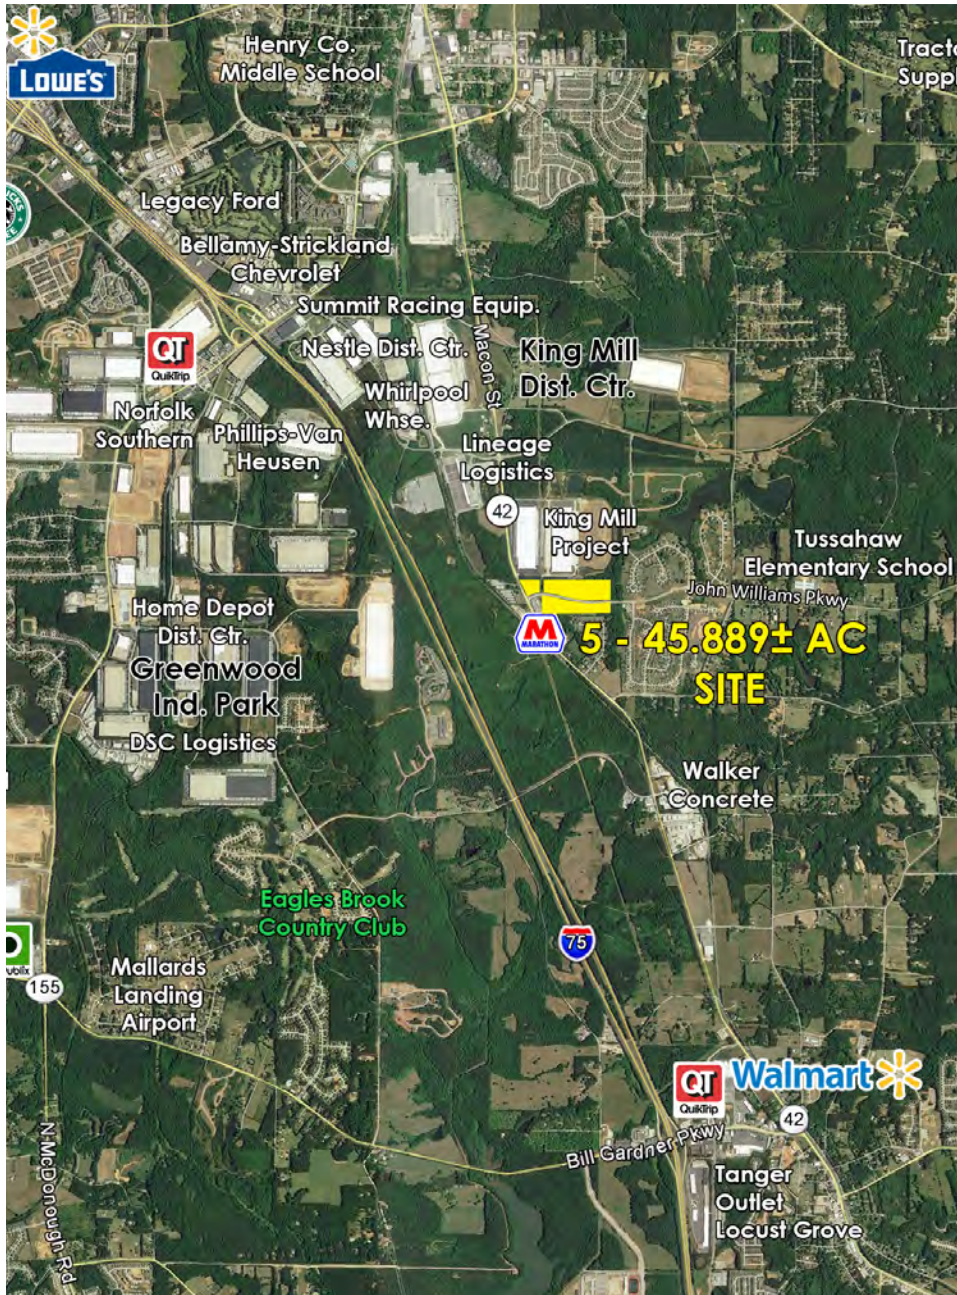 LOWE'S
Henry Co.
Middle School
Legacy Ford
Bellamy-Strickland
Chevrolet
Summit Racing Equip.
Nestle Dist. Ctr.
Macon St
King Mill
Dist. Ctr.
QT
QuikTrip
Whirlpool
Whse.
Norfolk
Southern
Phillips-Van
Heusen
Lineage
Logistics
42
King Mill
Project
Tussahaw
Elementary School
John Williams Pkwy
M
MARATHON
5 - 45.889± AC
SITE
Home Depot
Dist. Ctr.
Greenwood
Ind. Park
DSC Logistics
Walker
Concrete
Eagles Brook
Country Club
75
155
Mallards
Landing
Airport
QT
QuikTrip
Walmart
42
Bill Gardner Pkwy
N McDonough Rd
Tanger
Outlet
Locust Grove